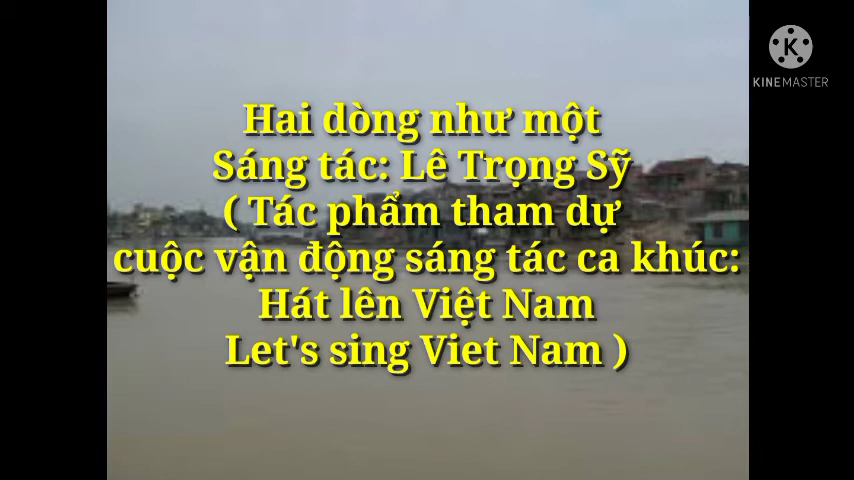 Hai dòng như một
Sáng tác: Lê Trọng Sỹ
( Tác phẩm tham dự
cuộc vận động sáng tác ca khúc:
Hát lên Việt Nam
Let's sing Viet Nam )
K
KINEMASTER